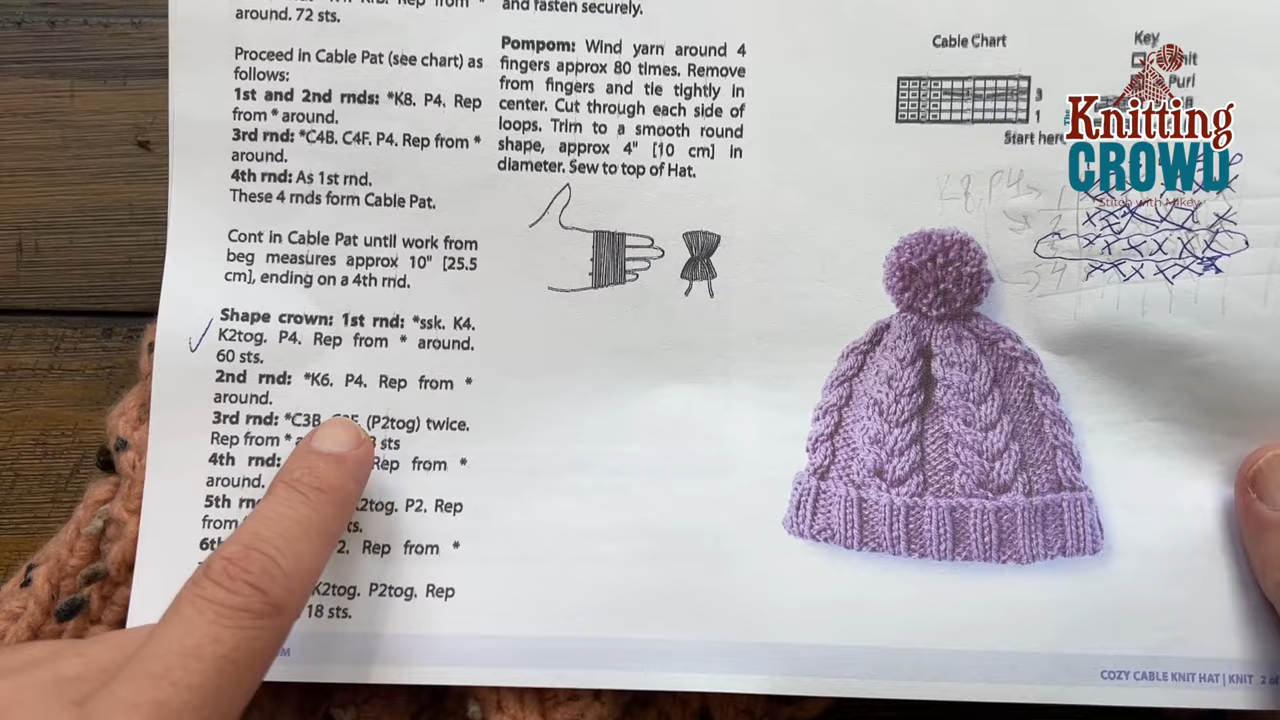 around. 72 sts.
Proceed in Cable Pat (see chart) as
follows:
1st and 2nd rnds: *K8. P4. Rep
from * around.
3rd rnd: *C4B. C4F. P4. Rep from *
around.
4th rnd: As 1st rnd.
These 4 rnds form Cable Pat.
Cont in Cable Pat until work from
beg measures approx 10" [25.5
cm], ending on a 4th rnd.
Shape crown: 1st rnd: *ssk. K4.
K2tog. P4. Rep from * around.
60 sts.
2nd rnd: *K6. P4. Rep from *
around.
3rd rnd: *C3B. (P2tog) twice.
Rep from * sts
4th rnd: Rep from *
around.
5th K2tog. P2. Rep
from
6th 2. Rep from *
K2tog. P2tog. Rep
18 sts.
and fasten securely.
Pompom: Wind yarn around 4
fingers approx 80 times. Remove
from fingers and tie tightly in
center. Cut through each side of
loops. Trim to a smooth round
shape, approx 4" [10 cm] in
diameter. Sew to top of Hat.
Cable Chart
3
1
Start here
Key
Purl
The
Knitting
CROWD
Stitch with Mikey
K8, P4
COZY CABLE KNIT HAT | KNIT 2 of